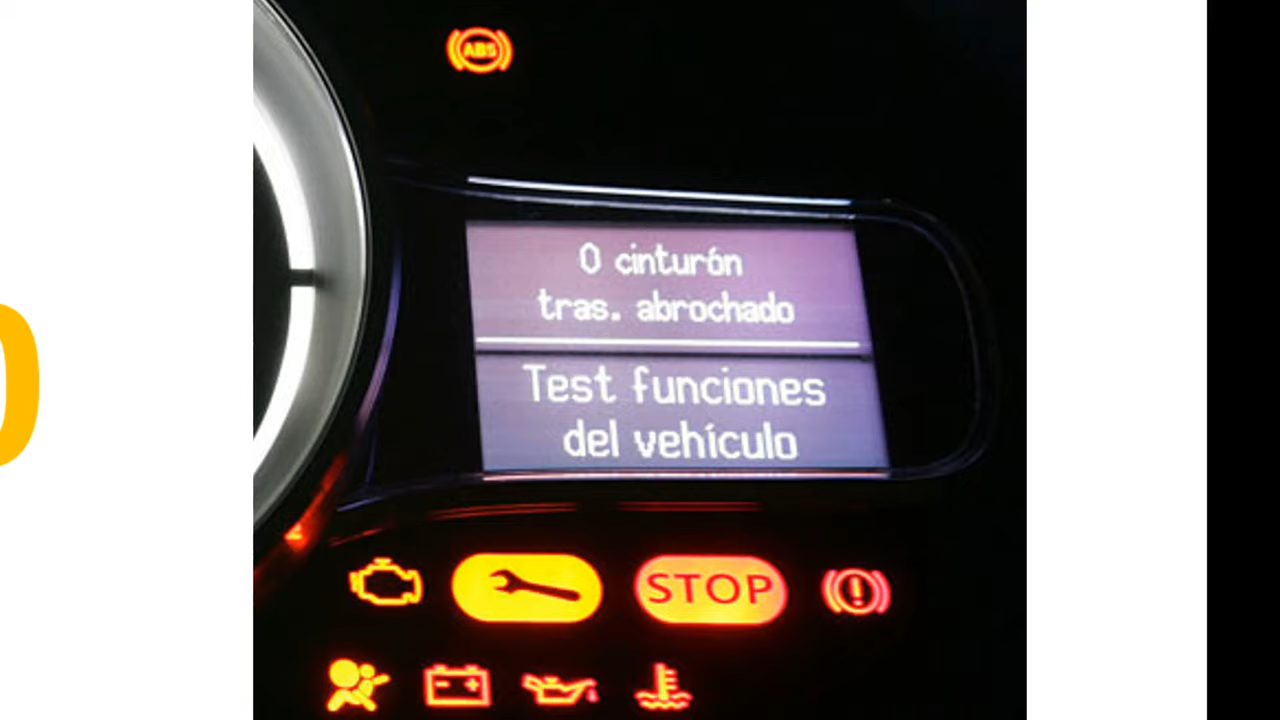 ABS
0 cinturón
tras. abrochado
Test funciones
del vehículo
STOP